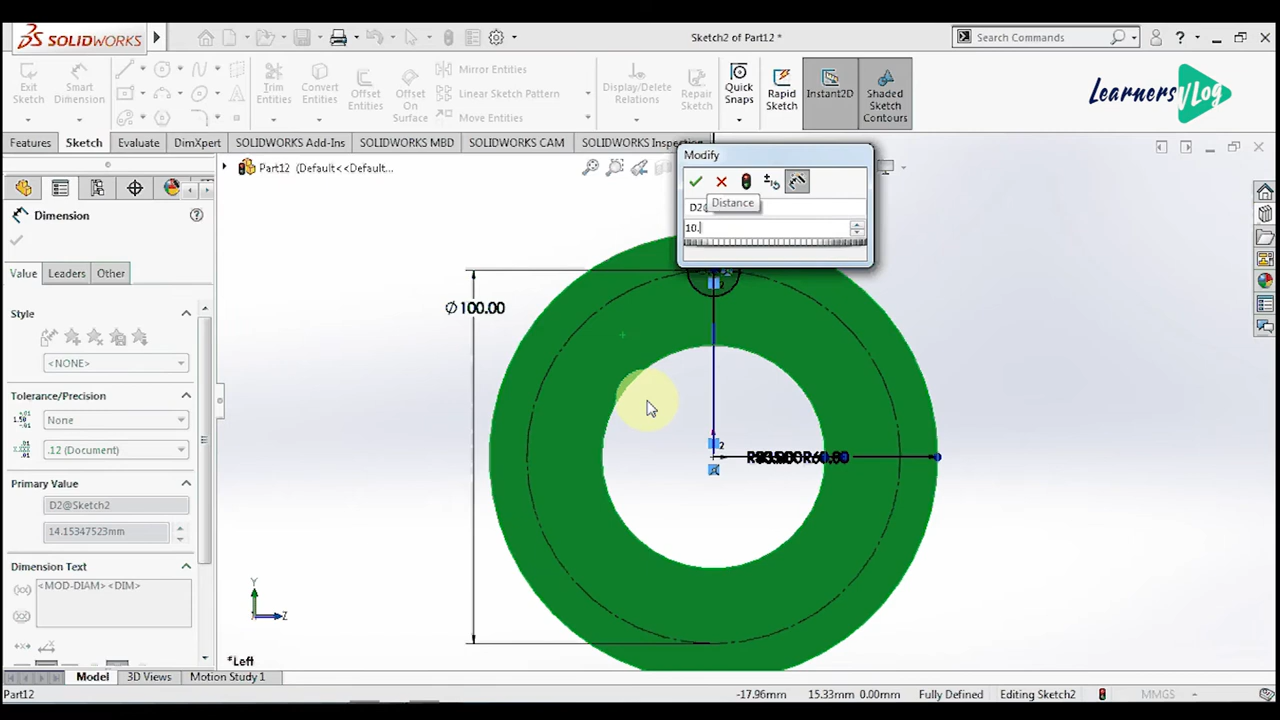 SOLIDWORKS
Sketch2 of Part12 *
Search Commands
LearnersVlog
Exit Sketch
Smart Dimension
Trim Entities
Convert Entities
Offset Entities
Offset On Surface
Mirror Entities
Linear Sketch Pattern
Move Entities
Display/Delete Relations
Repair Sketch
Quick Snaps
Rapid Sketch
Instant2D
Shaded Sketch Contours
Features
Sketch
Evaluate
DimXpert
SOLIDWORKS Add-Ins
SOLIDWORKS MBD
SOLIDWORKS CAM
SOLIDWORKS Inspection
Part12 (Default<<Default...
Modify
Distance
10.
Dimension
Value
Leaders
Other
Style
<NONE>
Tolerance/Precision
None
.12 (Document)
Primary Value
D2@Sketch2
14.15347523mm
Dimension Text
<MOD-DIAM><DIM>
Ø100.00
2
R60.00
Y
Z
*Left
Model
3D Views
Motion Study 1
Part12
-17.96mm
15.33mm 0.00mm
Fully Defined
Editing Sketch2
MMGS